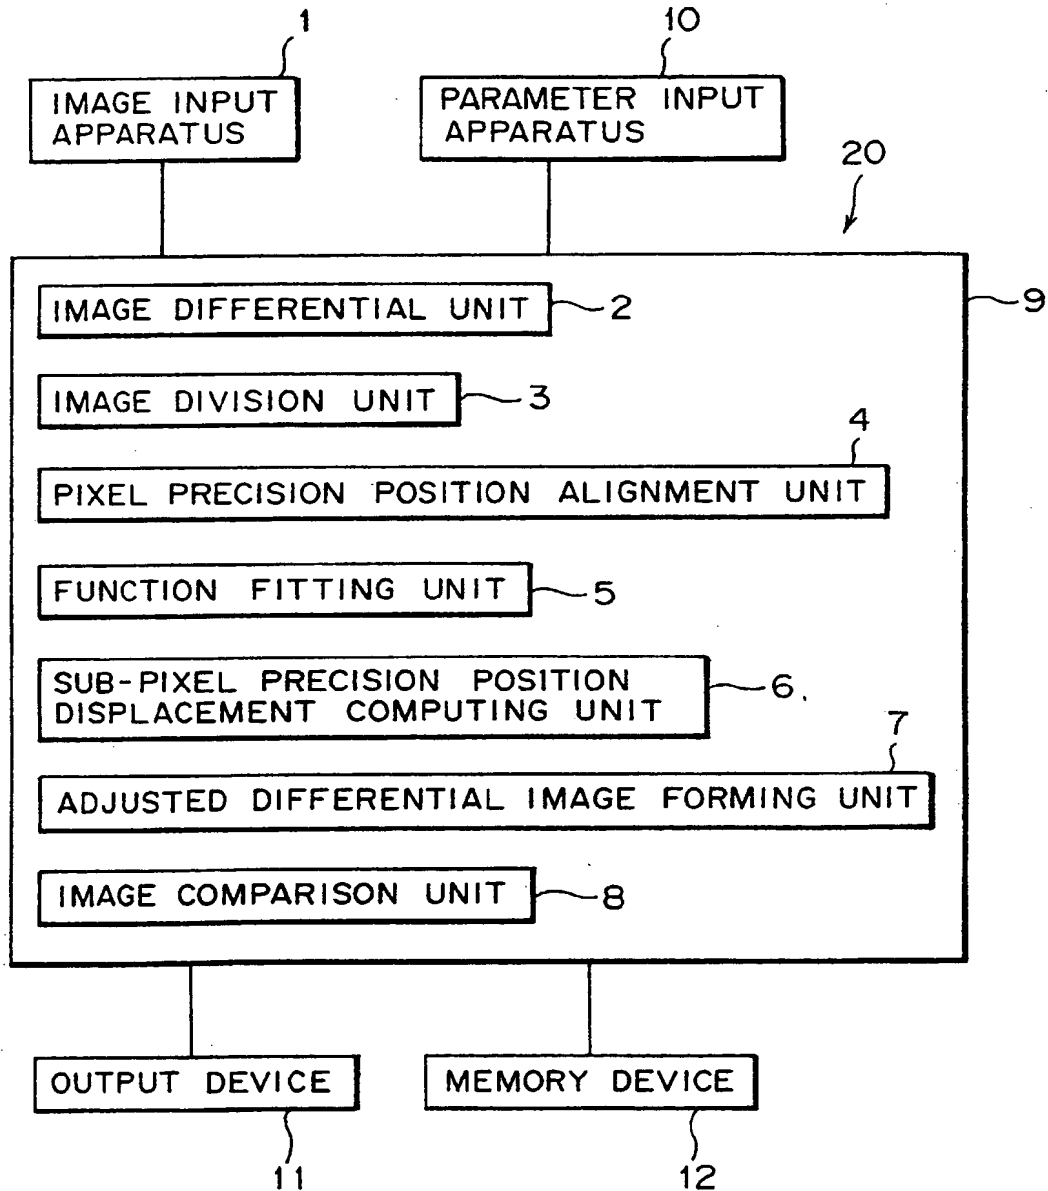 1
10
IMAGE INPUT
APPARATUS
PARAMETER INPUT
APPARATUS
20
9
IMAGE DIFFERENTIAL UNIT
2
IMAGE DIVISION UNIT
3
4
PIXEL PRECISION POSITION ALIGNMENT UNIT
FUNCTION FITTING UNIT
5
SUB-PIXEL PRECISION POSITION
DISPLACEMENT COMPUTING UNIT
6
7
ADJUSTED DIFFERENTIAL IMAGE FORMING UNIT
IMAGE COMPARISON UNIT
8
OUTPUT DEVICE
MEMORY DEVICE
11
12